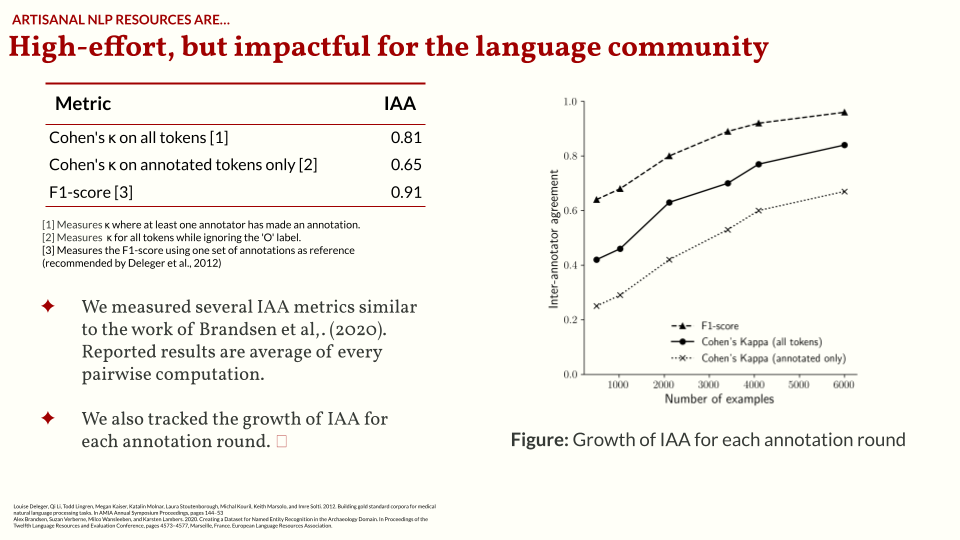 ARTISANAL NLP RESOURCES ARE...
High-effort, but impactful for the language community
Metric IAA
Cohen's κ on all tokens [1] 0.81
Cohen's κ on annotated tokens only [2] 0.65
F1-score [3] 0.91
[1] Measures κ where at least one annotator has made an annotation.
[2] Measures κ for all tokens while ignoring the 'O' label.
[3] Measures the F1-score using one set of annotations as reference
(recommended by Deleger et al., 2012)
✦ We measured several IAA metrics similar
to the work of Brandsen et al,. (2020).
Reported results are average of every
pairwise computation.
✦ We also tracked the growth of IAA for
each annotation round.
Inter-annotator agreement
1.0
0.8
0.6
0.4
0.2
0.0
F1-score
Cohen's Kappa (all tokens)
Cohen's Kappa (annotated only)
1000 2000 3000 4000 5000 6000
Number of examples
Figure: Growth of IAA for each annotation round
Louise Deleger, Qi Li, Todd Lingren, Megan Kaiser, Katalin Molnar, Laura Stoutenborough, Michal Kouril, Keith Marsolo, and Imre Solti. 2012. Building gold standard corpora for medical
natural language processing tasks. In AMIA Annual Symposium Proceedings, pages 144–53
Alex Brandsen, Suzan Verberne, Milco Wansleeben, and Karsten Lambers. 2020. Creating a Dataset for Named Entity Recognition in the Archaeology Domain. In Proceedings of the
Twelfth Language Resources and Evaluation Conference, pages 4573–4577, Marseille, France. European Language Resources Association.